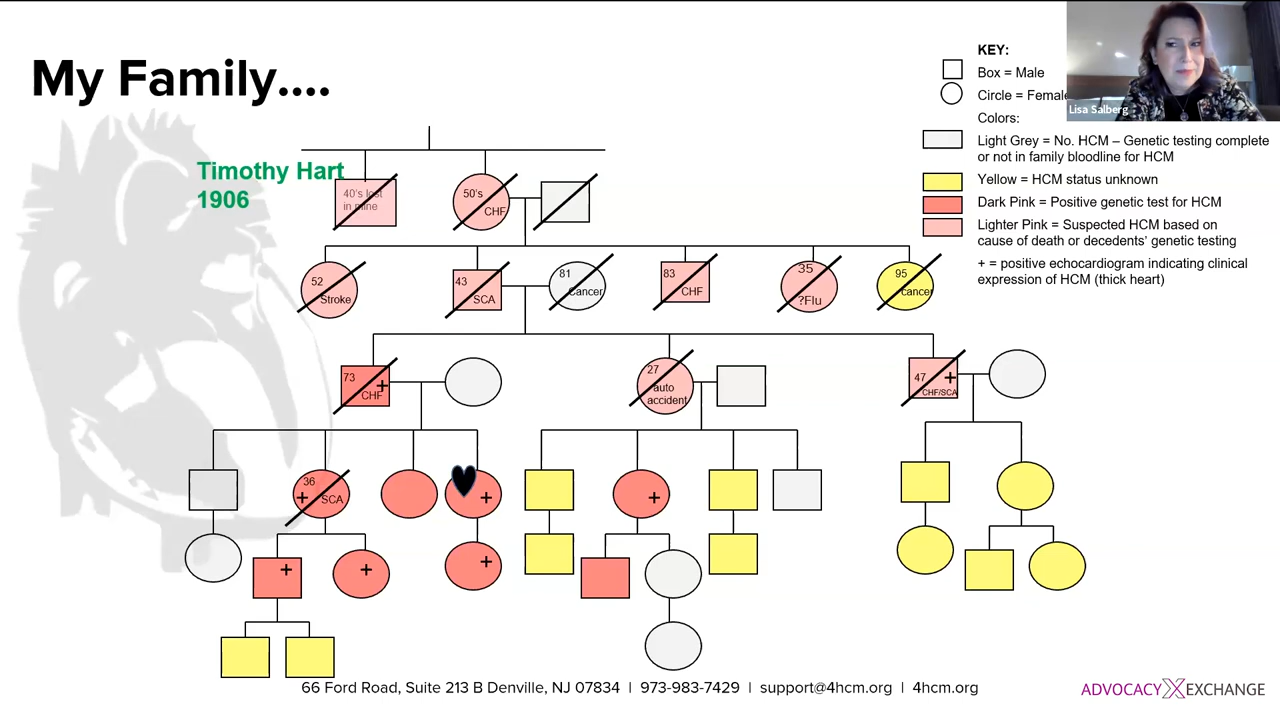 My Family....
KEY:
Box = Male
Circle = Female
Lisa Salberg
Colors:
Light Grey = No. HCM – Genetic testing complete
or not in family bloodline for HCM
Yellow = HCM status unknown
Dark Pink = Positive genetic test for HCM
Lighter Pink = Suspected HCM based on
cause of death or decedents' genetic testing
+ = positive echocardiogram indicating clinical
expression of HCM (thick heart)
Timothy Hart
1906
40's lost
in mine
50's
CHF
52
Stroke
43
SCA
81
Cancer
83
CHF
35
?Flu
95
cancer
73
+
CHF
27
auto
accident
47
+
CHF/SCA
36
+ SCA
+
+
+
+
+
66 Ford Road, Suite 213 B Denville, NJ 07834 | 973-983-7429 | support@4hcm.org | 4hcm.org
ADVOCACY X EXCHANGE